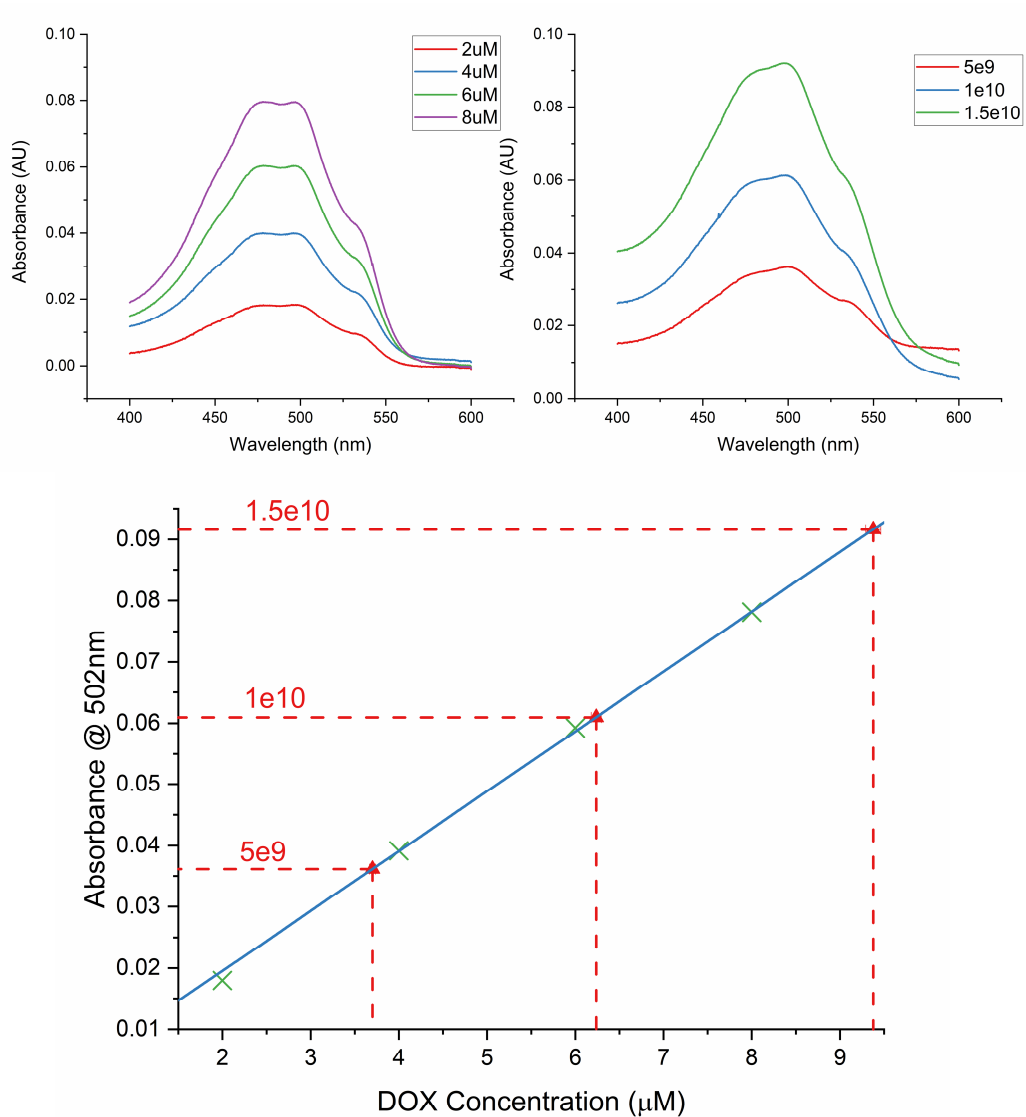 0.10
0.08
0.06
0.04
0.02
0.00
Absorbance (AU)
400 450 500 550 600
Wavelength (nm)
2uM
4uM
6uM
8uM
0.10
0.08
0.06
0.04
0.02
0.00
Absorbance (AU)
400 450 500 550 600
Wavelength (nm)
5e9
1e10
1.5e10
0.09
0.08
0.07
0.06
0.05
0.04
0.03
0.02
0.01
Absorbance @ 502nm
1.5e10
1e10
5e9
2 3 4 5 6 7 8 9
DOX Concentration (μM)